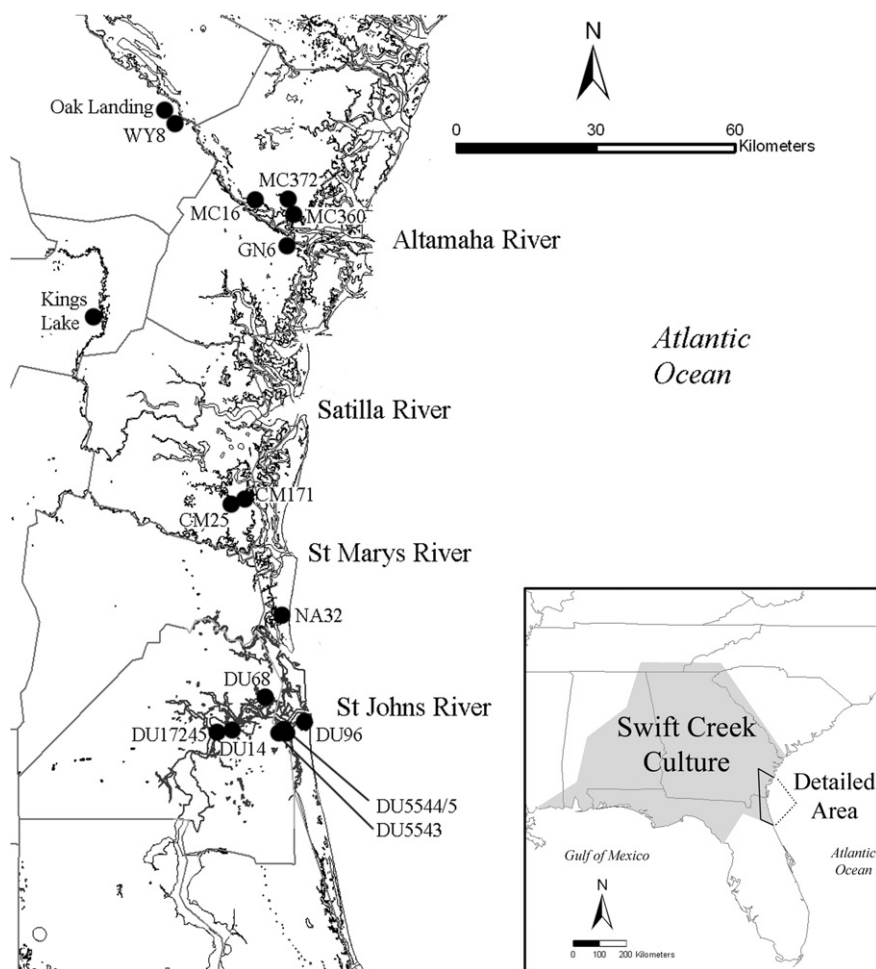 N
0 30 60
Kilometers
Oak Landing
WY8
MC372
MC16
MC360
GN6
Altamaha River
Kings
Lake
Atlantic
Ocean
Satilla River
CM171
CM25
St Marys River
NA32
DU68
St Johns River
DU17245
DU14
DU96
DU5544/5
DU5543
Swift Creek
Culture
Detailed
Area
Gulf of Mexico
Atlantic
Ocean
N
0 100 200 Kilometers